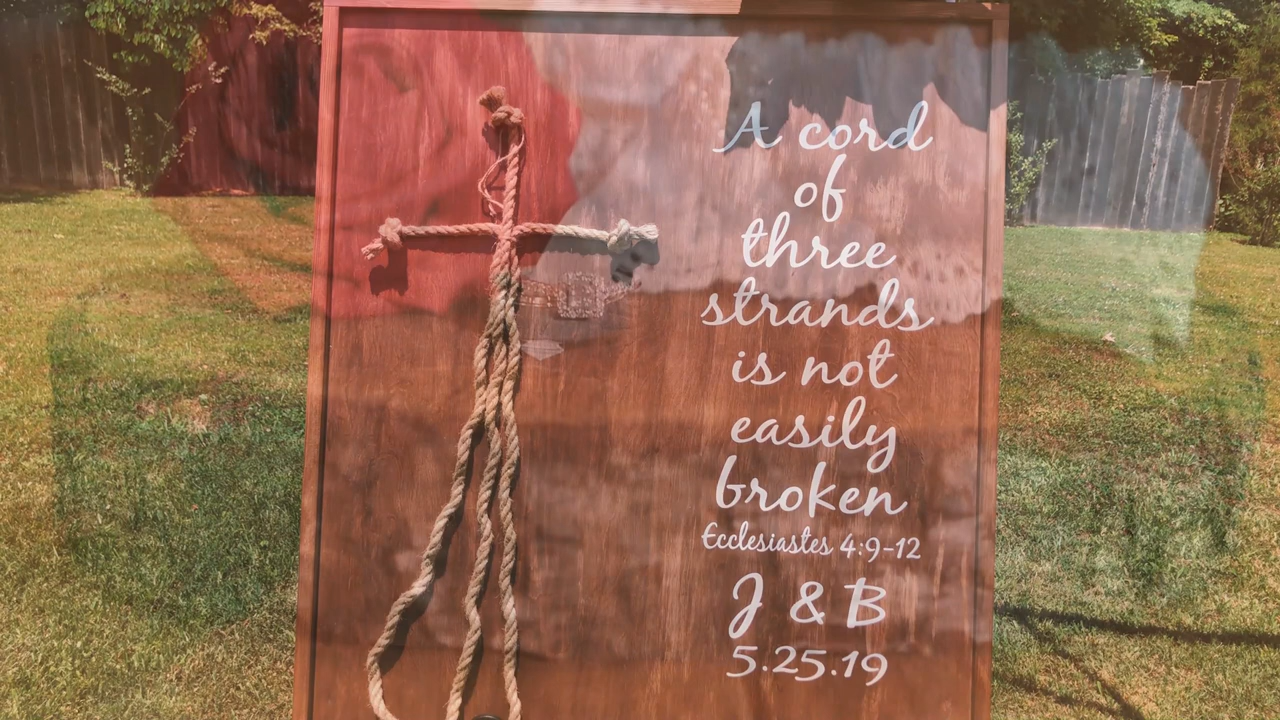 A cord
of
three
strands
is not
easily
broken
Ecclesiastes 4:9-12
J & B
5.25.19